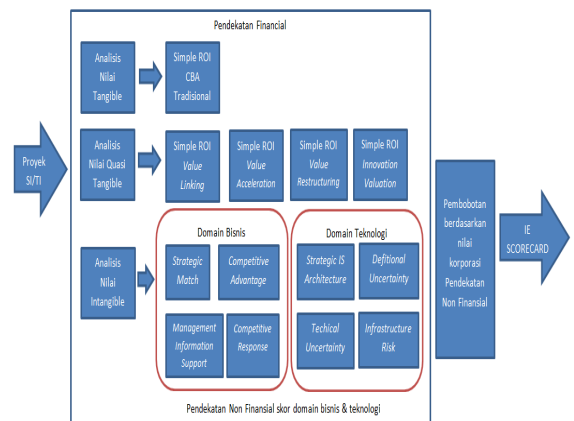 Pendekatan Financial
Analisis
Nilai
Tangible
Simple ROI
CBA
Tradisional
Proyek
SI/TI
Analisis
Nilai Quasi
Tangible
Simple ROI
Value
Linking
Simple ROI
Value
Acceleration
Simple ROI
Value
Restructuring
Simple ROI
Innovation
Valuation
Analisis
Nilai
Intangible
Domain Bisnis
Strategic
Match
Competitive
Advantage
Management
Information
Support
Competitive
Response
Domain Teknologi
Strategic IS
Architecture
Defitional
Uncertainty
Techical
Uncertainty
Infrastructure
Risk
Pendekatan Non Finansial skor domain bisnis & teknologi
Pembobotan
berdasarkan
nilai
korporasi
Pendekatan
Non Finansial
IE
SCORECARD